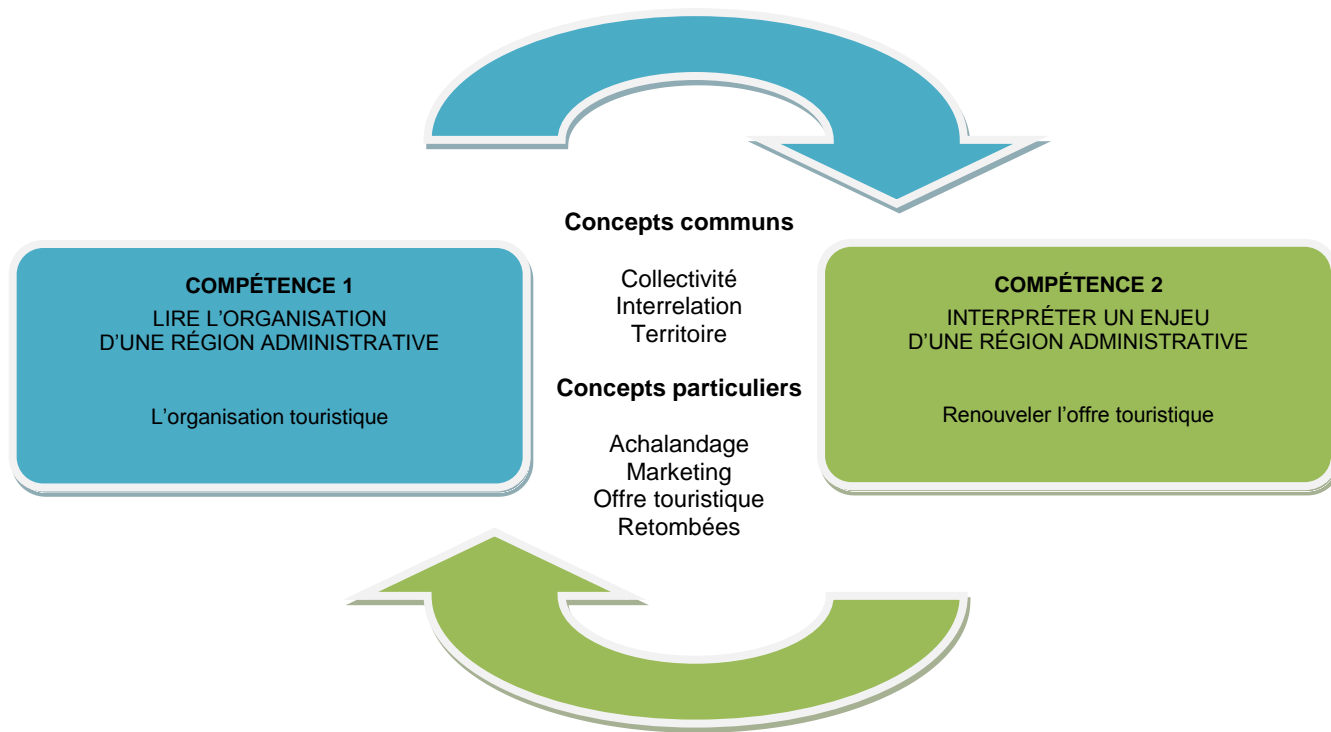 Concepts communs
Collectivité
Interrelation
Territoire
Concepts particuliers
Achalandage
Marketing
Offre touristique
Retombées
COMPÉTENCE 1
LIRE L’ORGANISATION
D’UNE RÉGION ADMINISTRATIVE
L’organisation touristique
COMPÉTENCE 2
INTERPRÉTER UN ENJEU
D’UNE RÉGION ADMINISTRATIVE
Renouveler l’offre touristique